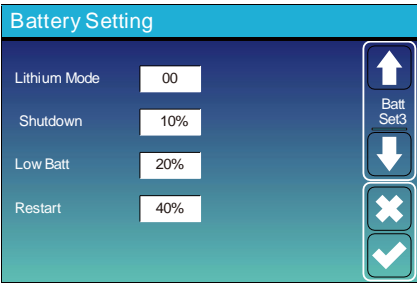 Battery Setting
Lithium Mode 00
Shutdown 10%
Low Batt 20%
Restart 40%
Batt
Set3